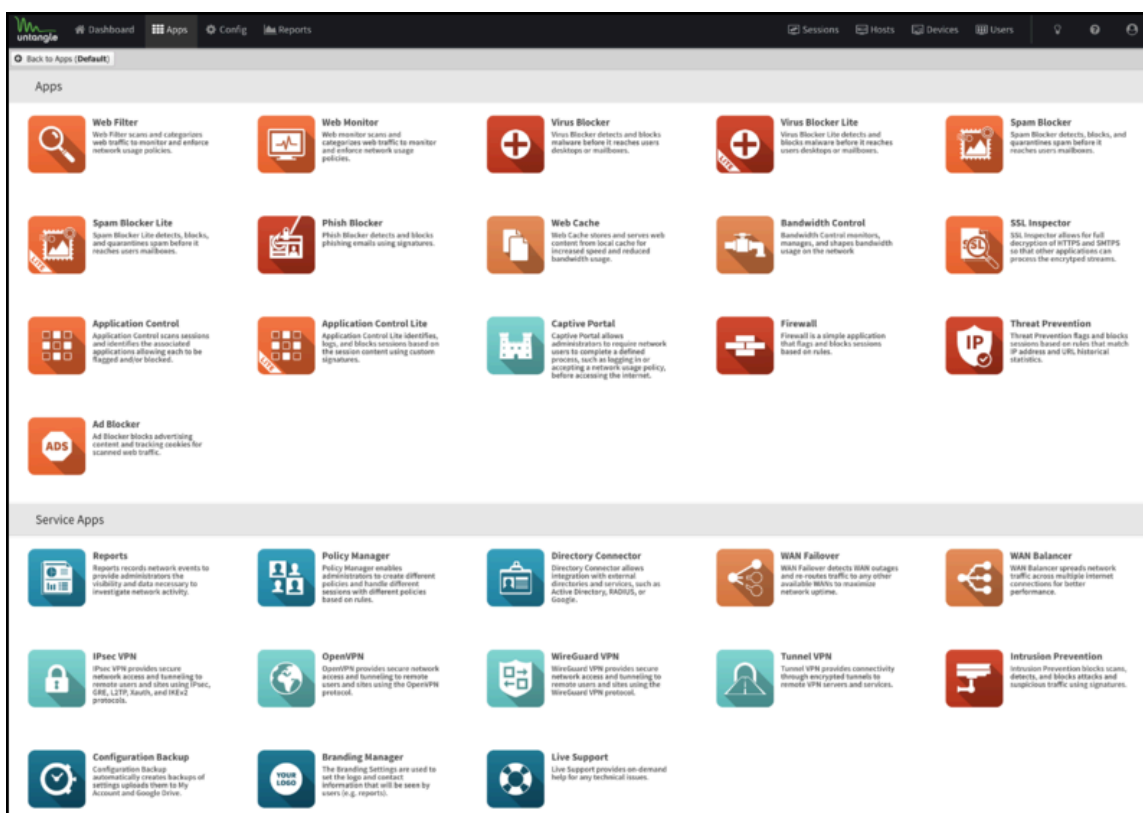 untangle
Dashboard
Apps
Config
Reports
Sessions
Hosts
Devices
Users
Back to Apps (Default)
Apps
Web Filter
Web Filter scans and categorizes
web traffic to monitor and enforce
network usage policies.
Web Monitor
Web monitor scans and
categorizes web traffic to monitor
and enforce network usage
policies.
Virus Blocker
Virus Blocker detects and blocks
malware before it reaches users
desktops or mailboxes.
LITE
Virus Blocker Lite
Virus Blocker Lite detects and
blocks malware before it reaches
users desktops or mailboxes.
Spam Blocker
Spam Blocker detects, blocks, and
quarantines spam before it
reaches users mailboxes.
LITE
Spam Blocker Lite
Spam Blocker Lite detects, blocks,
and quarantines spam before it
reaches users mailboxes.
Phish Blocker
Phish Blocker detects and blocks
phishing emails using signatures.
Web Cache
Web Cache stores and serves web
content from local cache for
increased speed and reduced
bandwidth usage.
Bandwidth Control
Bandwidth Control monitors,
manages, and shapes bandwidth
usage on the network
SSL
SSL Inspector
SSL Inspector allows for full
decryption of HTTPS and SMTPS
so that other applications can
process the encrytped streams.
Application Control
Application Control scans sessions
and identifies the associated
applications allowing each to be
flagged and/or blocked.
LITE
Application Control Lite
Application Control Lite identifies,
logs, and blocks sessions based on
the session content using custom
signatures.
Captive Portal
Captive Portal allows
administrators to require network
users to complete a defined
process, such as logging in or
accepting a network usage policy,
before accessing the internet.
Firewall
Firewall is a simple application
that flags and blocks sessions
based on rules.
IP
Threat Prevention
Threat Prevention flags and blocks
sessions based on rules that match
IP address and URL historical
statistics.
ADS
Ad Blocker
Ad Blocker blocks advertising
content and tracking cookies for
scanned web traffic.
Service Apps
Reports
Reports records network events to
provide administrators the
visibility and data necessary to
investigate network activity.
Policy Manager
Policy Manager enables
administrators to create different
policies and handle different
sessions with different policies
based on rules.
Directory Connector
Directory Connector allows
integration with external
directories and services, such as
Active Directory, RADIUS, or
Google.
WAN Failover
WAN Failover detects WAN outages
and re-routes traffic to any other
available WANs to maximize
network uptime.
WAN Balancer
WAN Balancer spreads network
traffic across multiple internet
connections for better
performance.
IPsec VPN
IPsec VPN provides secure
network access and tunneling to
remote users and sites using IPsec,
GRE, L2TP, Xauth, and IKEv2
protocols.
OpenVPN
OpenVPN provides secure network
access and tunneling to remote
users and sites using the OpenVPN
protocol.
WireGuard VPN
WireGuard VPN provides secure
network access and tunneling to
remote users and sites using the
WireGuard VPN protocol.
Tunnel VPN
Tunnel VPN provides connectivity
through encrypted tunnels to
remote VPN servers and services.
Intrusion Prevention
Intrusion Prevention blocks scans,
detects, and blocks attacks and
suspicious traffic using signatures.
Configuration Backup
Configuration Backup
automatically creates backups of
settings uploads them to My
Account and Google Drive.
YOUR
LOGO
Branding Manager
The Branding Settings are used to
set the logo and contact
information that will be seen by
users (e.g. reports).
Live Support
Live Support provides on-demand
help for any technical issues.